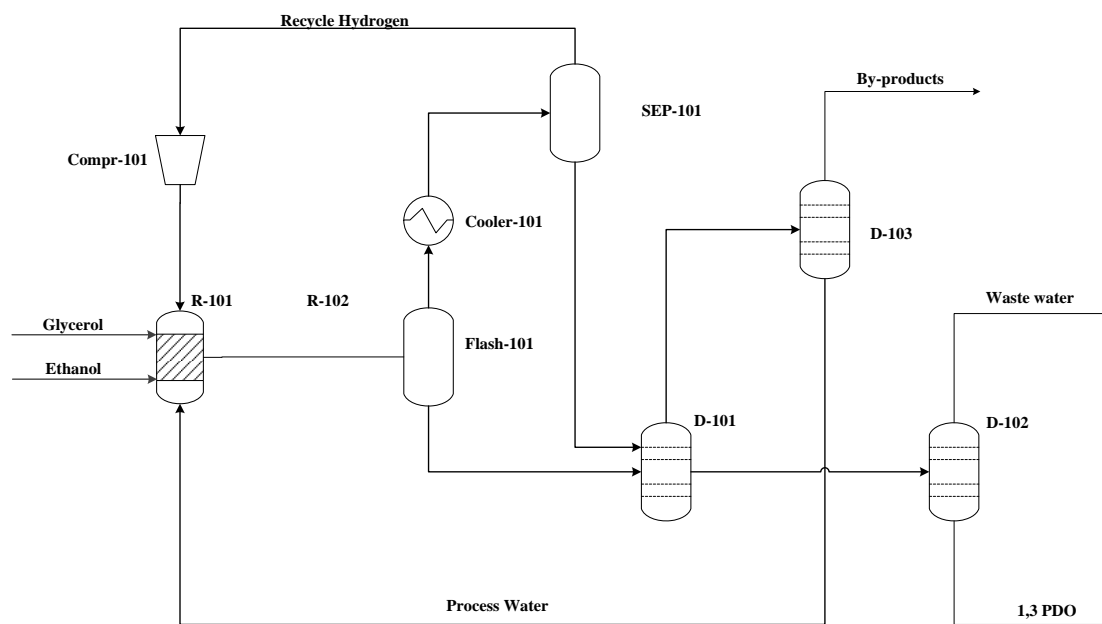 Recycle Hydrogen
By-products
SEP-101
Compr-101
Cooler-101
D-103
R-101
R-102
Waste water
Glycerol
Flash-101
Ethanol
D-101
D-102
Process Water
1,3 PDO